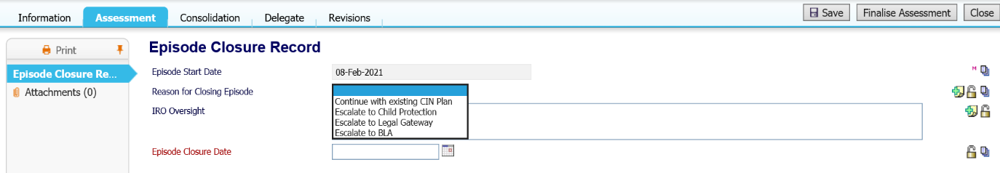 Information Assessment Consolidation Delegate Revisions Save Finalise Assessment Close
Print
Episode Closure Record
Episode Closure Re...
Attachments (0)
Episode Start Date 08-Feb-2021 M
Reason for Closing Episode
Continue with existing CIN Plan
Escalate to Child Protection
Escalate to Legal Gateway
Escalate to BLA
IRO Oversight
Episode Closure Date